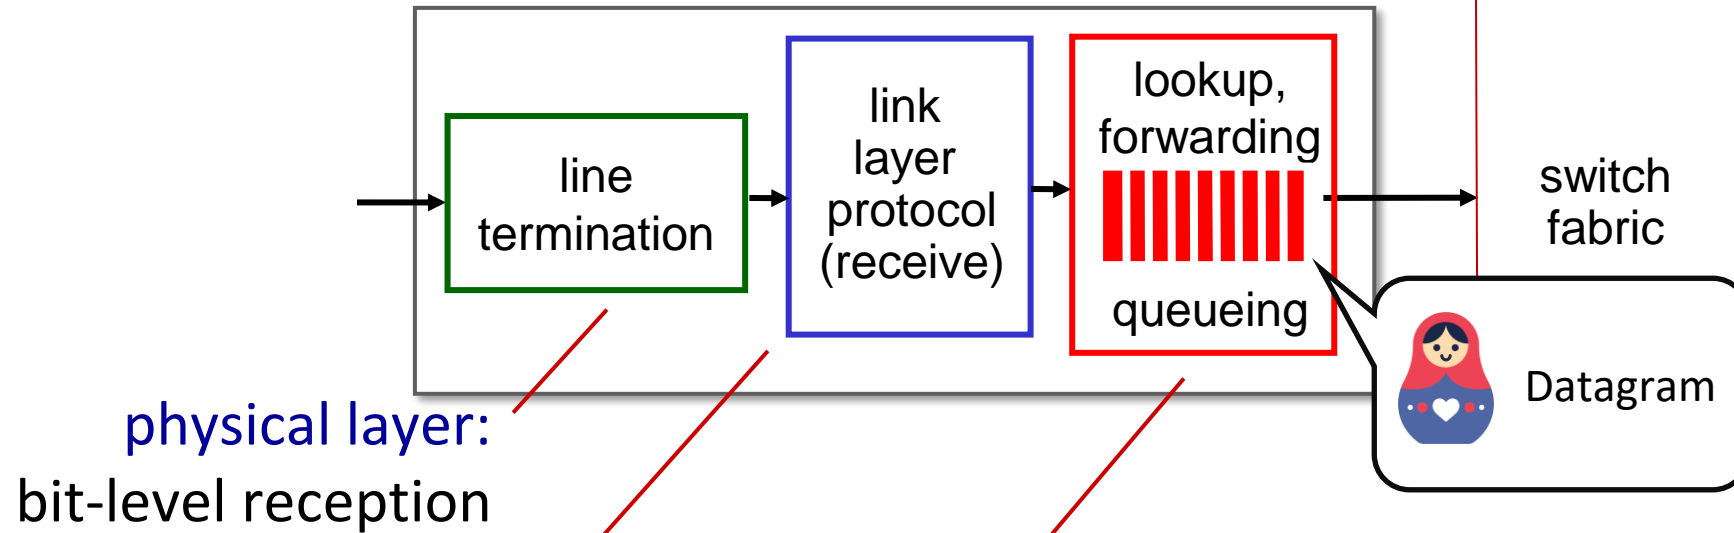 line
termination
link
layer
protocol
(receive)
lookup,
forwarding
queueing
switch
fabric
Datagram
physical layer:
bit-level reception